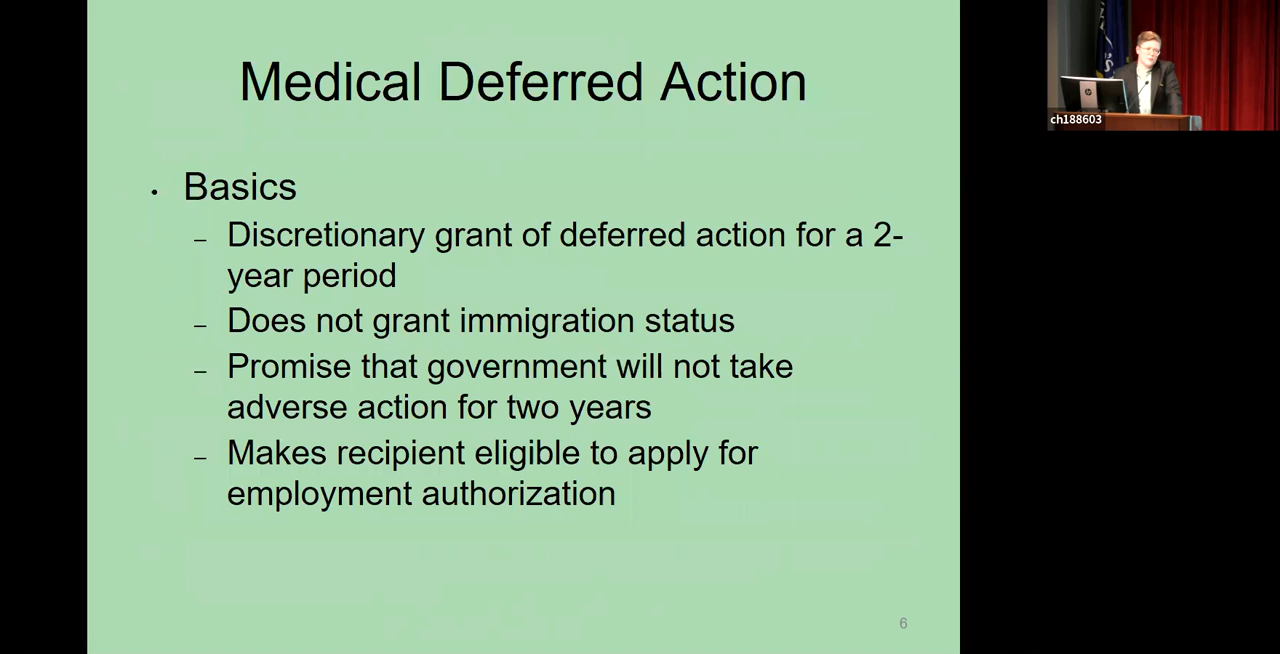 Medical Deferred Action
• Basics
– Discretionary grant of deferred action for a 2-
year period
– Does not grant immigration status
– Promise that government will not take
adverse action for two years
– Makes recipient eligible to apply for
employment authorization
6
ch188603